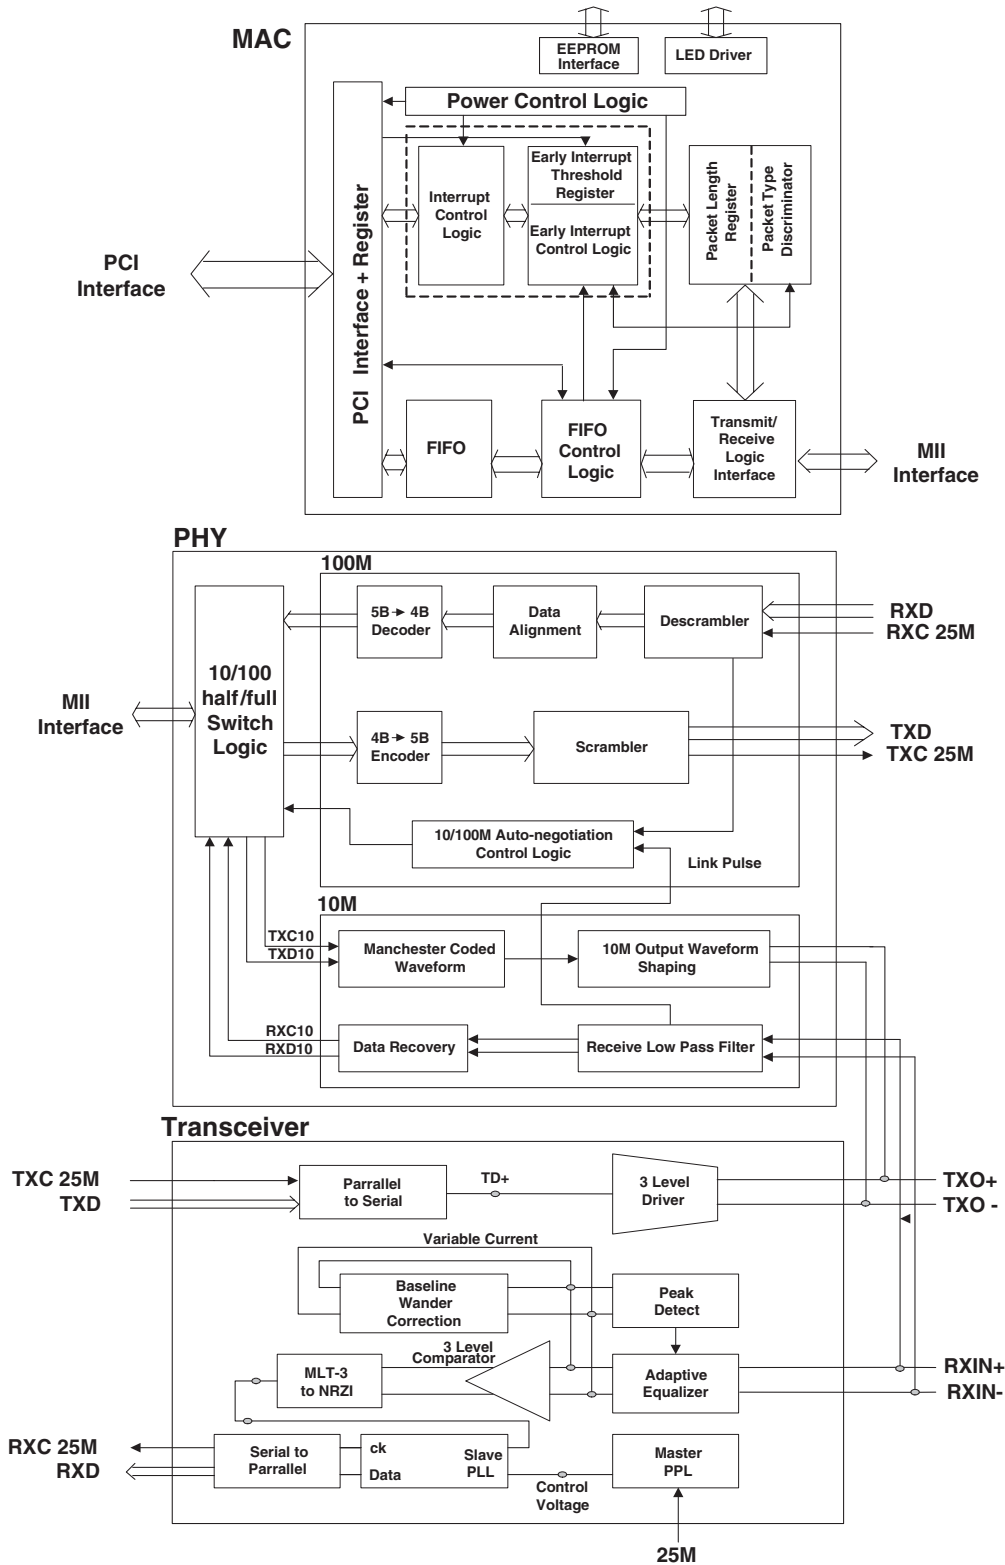 MAC
EEPROM
Interface
LED Driver
Power Control Logic
PCI Interface + Register
Interrupt
Control
Logic
Early Interrupt
Threshold
Register
Early Interrupt
Control Logic
Packet Length
Register
Packet Type
Discriminator
PCI
Interface
FIFO
FIFO
Control
Logic
Transmit/
Receive
Logic
Interface
MII
Interface
PHY
100M
5B → 4B
Decoder
Data
Alignment
Descrambler
RXD
RXC 25M
10/100
half/full
Switch
Logic
MII
Interface
4B → 5B
Encoder
Scrambler
TXD
TXC 25M
10/100M Auto-negotiation
Control Logic
Link Pulse
10M
TXC10
TXD10
Manchester Coded
Waveform
10M Output Waveform
Shaping
RXC10
RXD10
Data Recovery
Receive Low Pass Filter
Transceiver
TXC 25M
TXD
Parrallel
to Serial
TD+
3 Level
Driver
TXO+
TXO -
Variable Current
Baseline
Wander
Correction
Peak
Detect
3 Level
Comparator
MLT-3
to NRZI
Adaptive
Equalizer
RXIN+
RXIN-
RXC 25M
RXD
Serial to
Parrallel
ck
Data
Slave
PLL
Control
Voltage
Master
PPL
25M